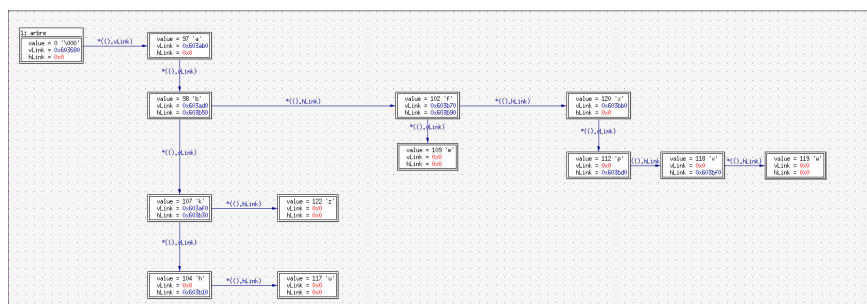 1: arbre
value = 0 '\000'
vLink = 0x603680
hLink = 0x0
*((),vLink)
value = 97 'a'
vLink = 0x603ab0
hLink = 0x0
*((),vLink)
value = 98 'b'
vLink = 0x603ad0
hLink = 0x603b50
*((),hLink)
value = 102 'f'
vLink = 0x603b70
hLink = 0x603b90
*((),hLink)
value = 120 'x'
vLink = 0x603bb0
hLink = 0x0
*((),vLink)
*((),vLink)
*((),vLink)
value = 109 'm'
vLink = 0x0
hLink = 0x0
value = 112 'p'
vLink = 0x0
hLink = 0x603bd0
((),hLink
value = 118 'v'
vLink = 0x0
hLink = 0x603bf0
*((),hLink)
value = 119 'w'
vLink = 0x0
hLink = 0x0
value = 107 'k'
vLink = 0x603af0
hLink = 0x603b30
*((),hLink)
value = 122 'z'
vLink = 0x0
hLink = 0x0
*((),vLink)
value = 104 'h'
vLink = 0x0
hLink = 0x603b10
*((),hLink)
value = 117 'u'
vLink = 0x0
hLink = 0x0